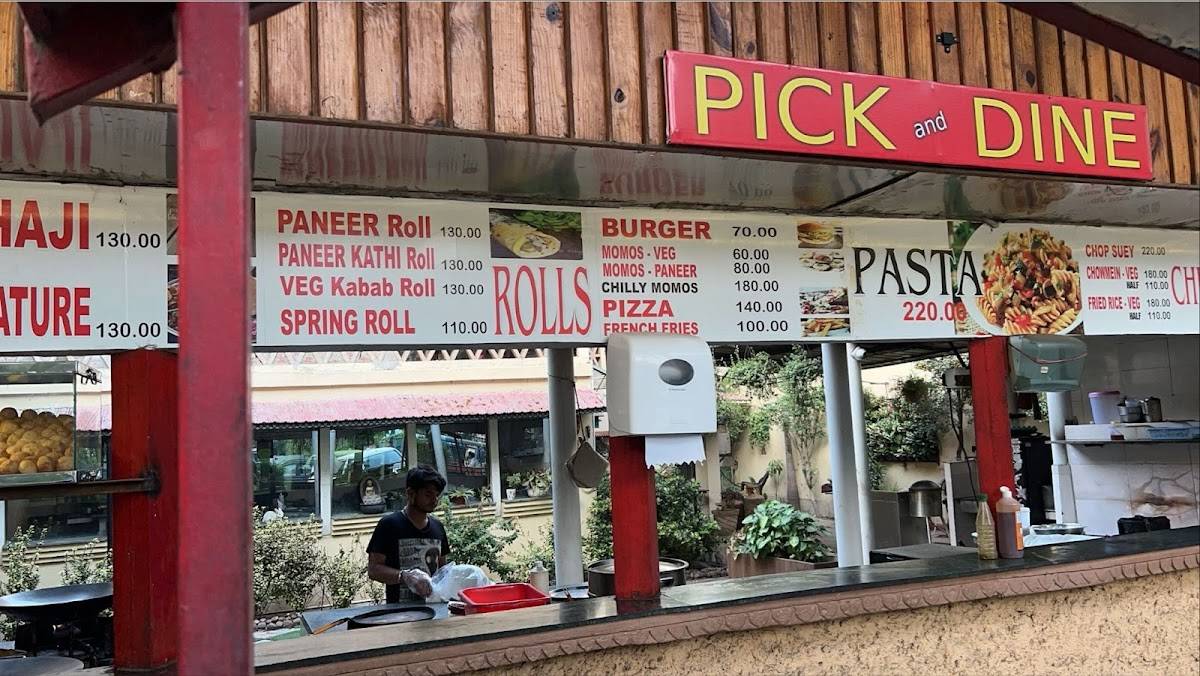 PICK and DINE
HAJI 130.00
ATURE 130.00
PANEER Roll 130.00
PANEER KATHI Roll 130.00
VEG Kabab Roll 130.00
SPRING ROLL 110.00
ROLLS
BURGER 70.00
MOMOS - VEG 60.00
MOMOS - PANEER 80.00
CHILLY MOMOS 180.00
PIZZA 140.00
FRENCH FRIES 100.00
PASTA
220.00
CHOP SUEY 220.00
CHOWMEIN - VEG 180.00
HALF 110.00
FRIED RICE - VEG 180.00
HALF 110.00
CH